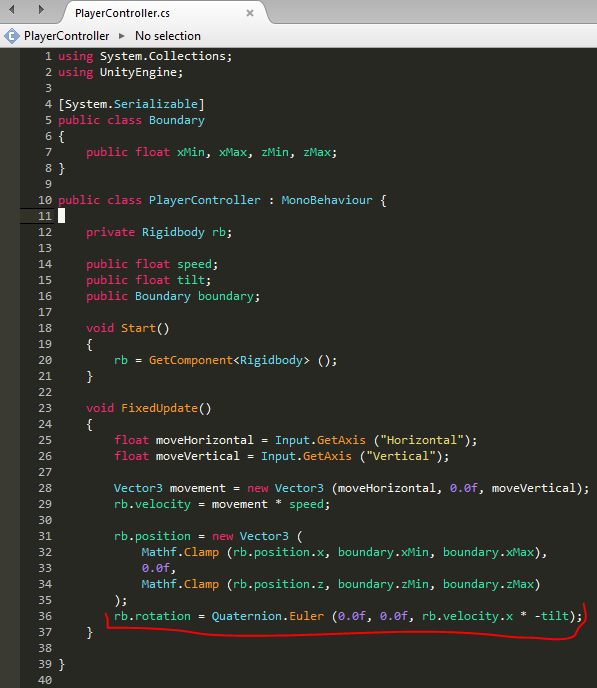 PlayerController.cs
PlayerController ▶ No selection
1 using System.Collections;
2 using UnityEngine;
3
4 [System.Serializable]
5 public class Boundary
6 {
7     public float xMin, xMax, zMin, zMax;
8 }
9
10 public class PlayerController : MonoBehaviour {
11
12     private Rigidbody rb;
13
14     public float speed;
15     public float tilt;
16     public Boundary boundary;
17
18     void Start()
19     {
20         rb = GetComponent<Rigidbody> ();
21     }
22
23     void FixedUpdate()
24     {
25         float moveHorizontal = Input.GetAxis ("Horizontal");
26         float moveVertical = Input.GetAxis ("Vertical");
27
28         Vector3 movement = new Vector3 (moveHorizontal, 0.0f, moveVertical);
29         rb.velocity = movement * speed;
30
31         rb.position = new Vector3 (
32             Mathf.Clamp (rb.position.x, boundary.xMin, boundary.xMax),
33             0.0f,
34             Mathf.Clamp (rb.position.z, boundary.zMin, boundary.zMax)
35         );
36         rb.rotation = Quaternion.Euler (0.0f, 0.0f, rb.velocity.x * -tilt);
37     }
38
39 }
40